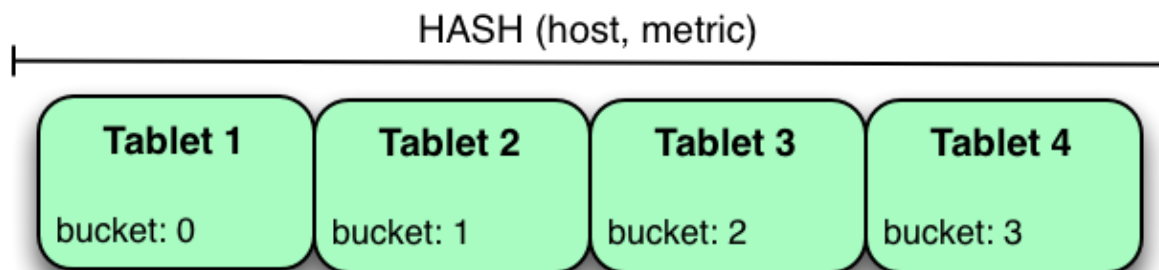 HASH (host, metric)
Tablet 1
Tablet 2
Tablet 3
Tablet 4
bucket: 0
bucket: 1
bucket: 2
bucket: 3